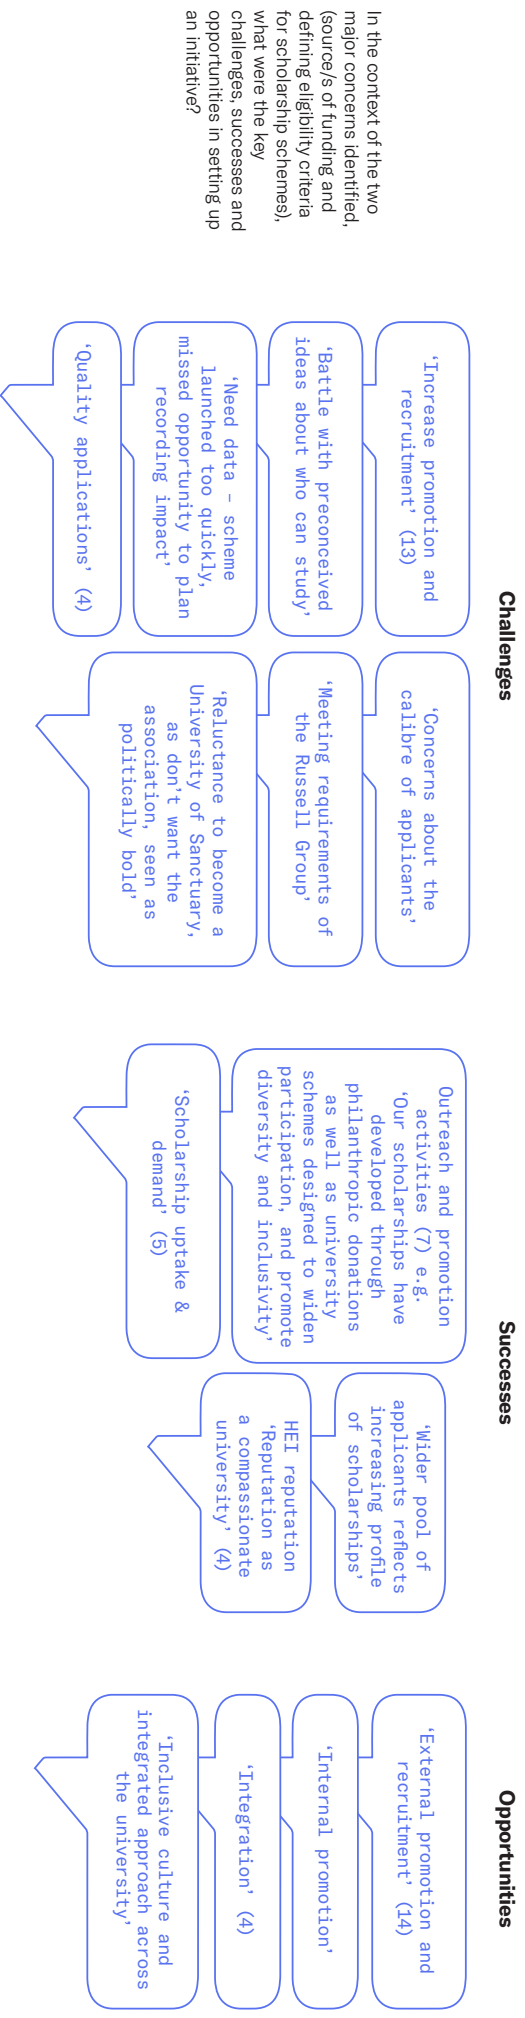 In the context of the two
major concerns identified,
(source/s of funding and
defining eligibility criteria
for scholarship schemes),
what were the key
challenges, successes and
opportunities in setting up
an initiative?
Challenges
‘Increase promotion and
recruitment’ (13)
‘Battle with preconceived
ideas about who can study’
‘Need data – scheme
launched too quickly,
missed opportunity to plan
recording impact’
‘Quality applications’ (4)
‘Concerns about the
calibre of applicants’
‘Meeting requirements of
the Russell Group’
‘Reluctance to become a
University of Sanctuary,
as don’t want the
association, seen as
politically bold’
Successes
Outreach and promotion
activities (7) e.g.
‘Our scholarships have
developed through
philanthropic donations
as well as university
schemes designed to widen
participation, and promote
diversity and inclusivity’
‘Scholarship uptake &
demand’ (5)
‘Wider pool of
applicants reflects
increasing profile
of scholarships’
HEI reputation
‘Reputation as
a compassionate
university’ (4)
Opportunities
‘External promotion and
recruitment’ (14)
‘Internal promotion’
‘Integration’ (4)
‘Inclusive culture and
integrated approach across
the university’